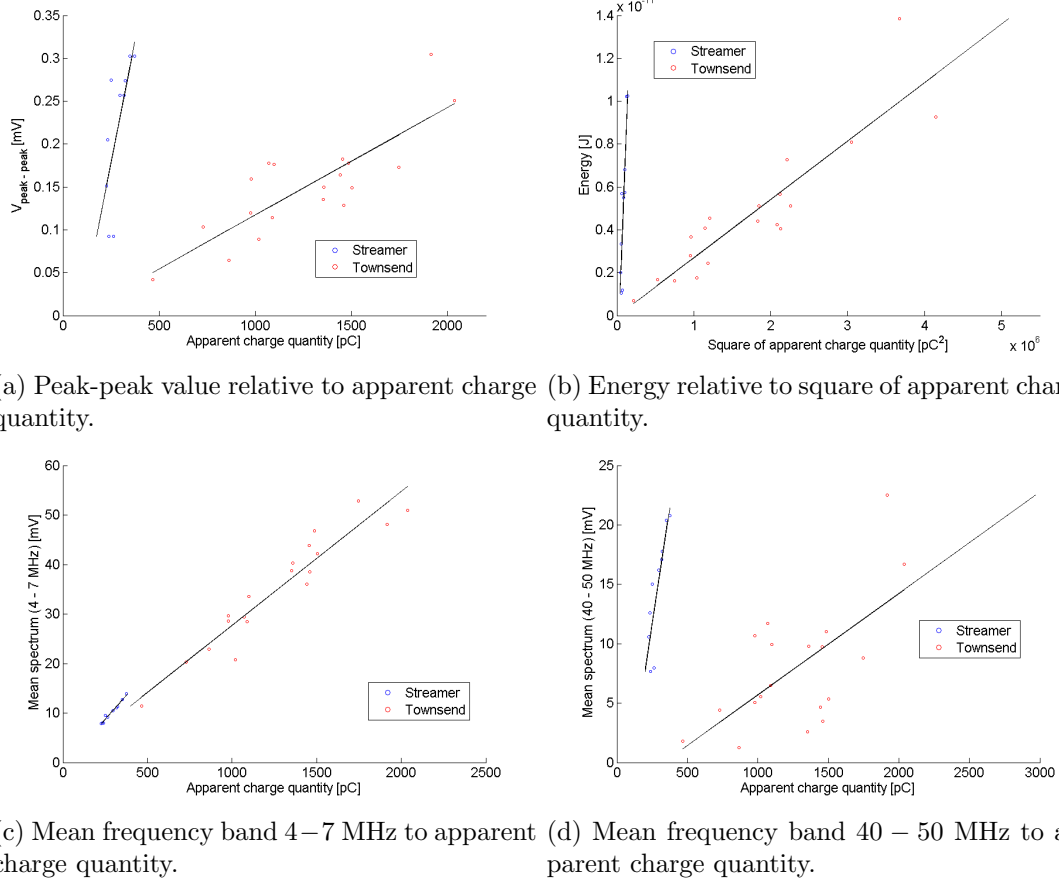 0.35
0.3
0.25
0.2
0.15
0.1
0.05
0
V peak - peak [mV]
0 500 1000 1500 2000
Apparent charge quantity [pC]
Streamer
Townsend
1.4
1.2
1
0.8
0.6
0.4
0.2
0
Energy [J]
0 1 2 3 4 5
Square of apparent charge quantity [pC²]
x 10⁶
Streamer
Townsend
(a) Peak-peak value relative to apparent charge
quantity.
(b) Energy relative to square of apparent
quantity.
60
50
40
30
20
10
0
Mean spectrum (4 - 7 MHz) [mV]
0 500 1000 1500 2000 2500
Apparent charge quantity [pC]
Streamer
Townsend
25
20
15
10
5
0
Mean spectrum (40 - 50 MHz) [mV]
0 500 1000 1500 2000 2500 3000
Apparent charge quantity [pC]
Streamer
Townsend
(c) Mean frequency band 4−7 MHz to apparent
charge quantity.
(d) Mean frequency band 40 − 50 MHz to a
parent charge quantity.